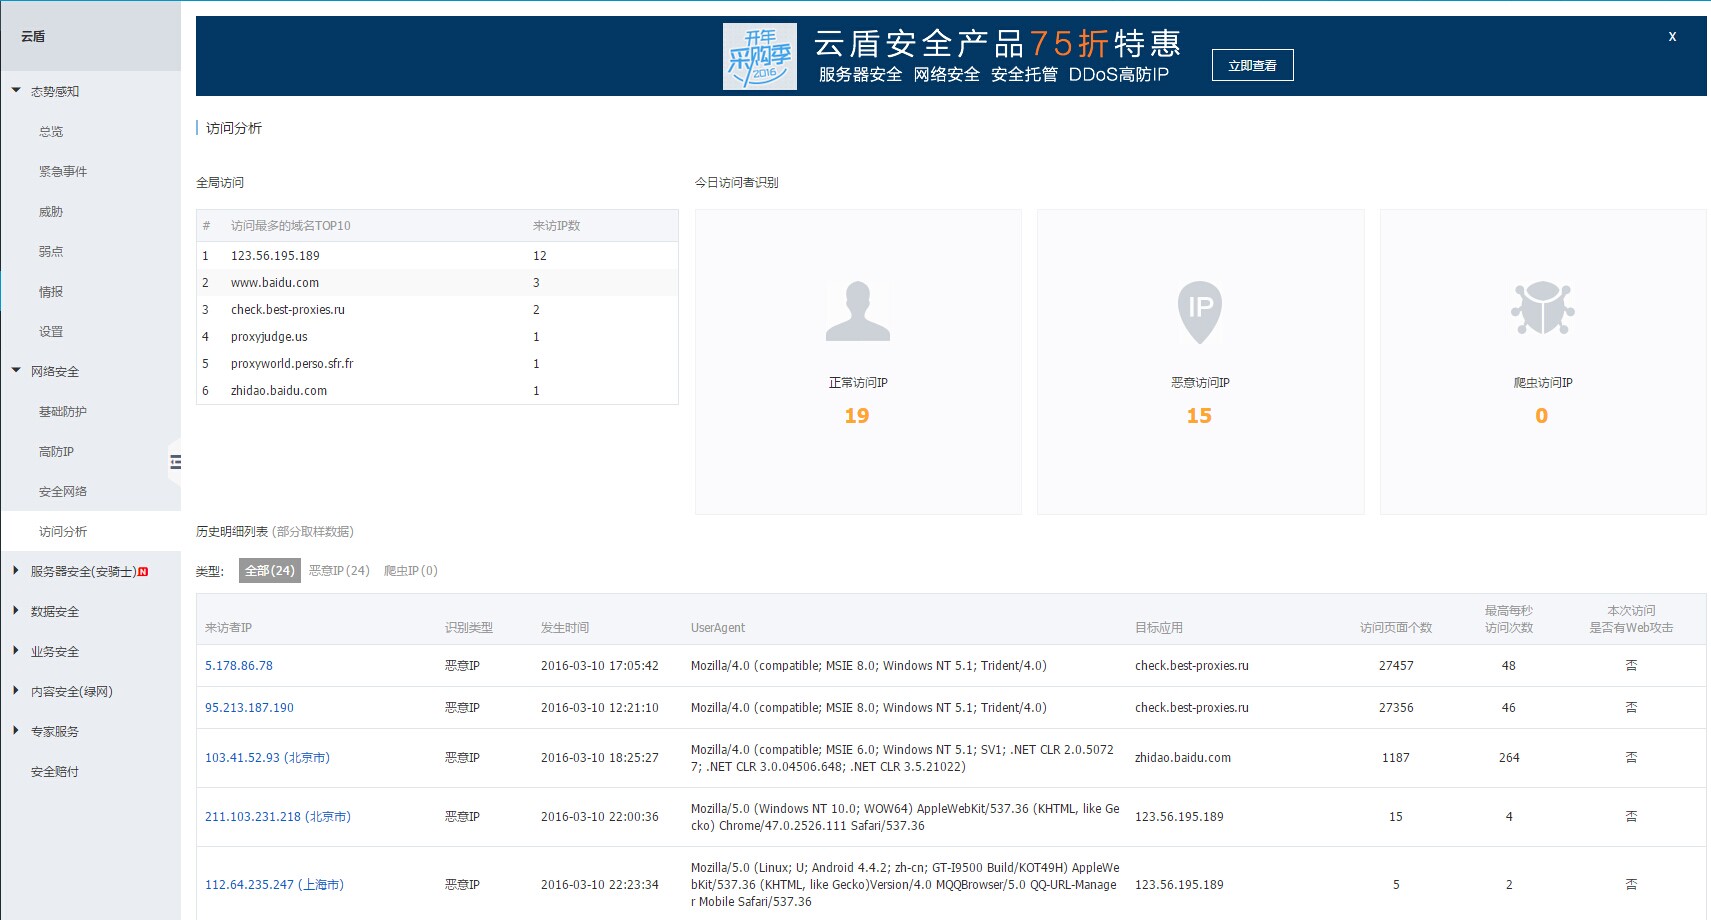 云盾
态势感知
总览
紧急事件
威胁
弱点
情报
设置
网络安全
基础防护
高防IP
安全网络
访问分析
服务器安全(安骑士) N
数据安全
业务安全
内容安全(绿网)
专家服务
安全赔付
开年
采购季
2016
云盾安全产品75折特惠
服务器安全 网络安全 安全托管 DDoS高防IP
立即查看
X
访问分析
全局访问
# 访问最多的域名TOP10 来访IP数
1 123.56.195.189 12
2 www.baidu.com 3
3 check.best-proxies.ru 2
4 proxyjudge.us 1
5 proxyworld.perso.sfr.fr 1
6 zhidao.baidu.com 1
今日访问者识别
正常访问IP
19
IP
恶意访问IP
15
爬虫访问IP
0
历史明细列表 (部分取样数据)
类型: 全部(24) 恶意IP(24) 爬虫IP(0)
来访者IP 识别类型 发生时间 UserAgent 目标应用 访问页面个数 最高每秒访问次数 本次访问是否有Web攻击
5.178.86.78 恶意IP 2016-03-10 17:05:42 Mozilla/4.0 (compatible; MSIE 8.0; Windows NT 5.1; Trident/4.0) check.best-proxies.ru 27457 48 否
95.213.187.190 恶意IP 2016-03-10 12:21:10 Mozilla/4.0 (compatible; MSIE 8.0; Windows NT 5.1; Trident/4.0) check.best-proxies.ru 27356 46 否
103.41.52.93 (北京市) 恶意IP 2016-03-10 18:25:27 Mozilla/4.0 (compatible; MSIE 6.0; Windows NT 5.1; SV1; .NET CLR 2.0.50727; .NET CLR 3.0.04506.648; .NET CLR 3.5.21022) zhidao.baidu.com 1187 264 否
211.103.231.218 (北京市) 恶意IP 2016-03-10 22:00:36 Mozilla/5.0 (Windows NT 10.0; WOW64) AppleWebKit/537.36 (KHTML, like Gecko) Chrome/47.0.2526.111 Safari/537.36 123.56.195.189 15 4 否
112.64.235.247 (上海市) 恶意IP 2016-03-10 22:23:34 Mozilla/5.0 (Linux; U; Android 4.4.2; zh-cn; GT-I9500 Build/KOT49H) AppleWebKit/537.36 (KHTML, like Gecko)Version/4.0 MQQBrowser/5.0 QQ-URL-Manager Mobile Safari/537.36 123.56.195.189 5 2 否